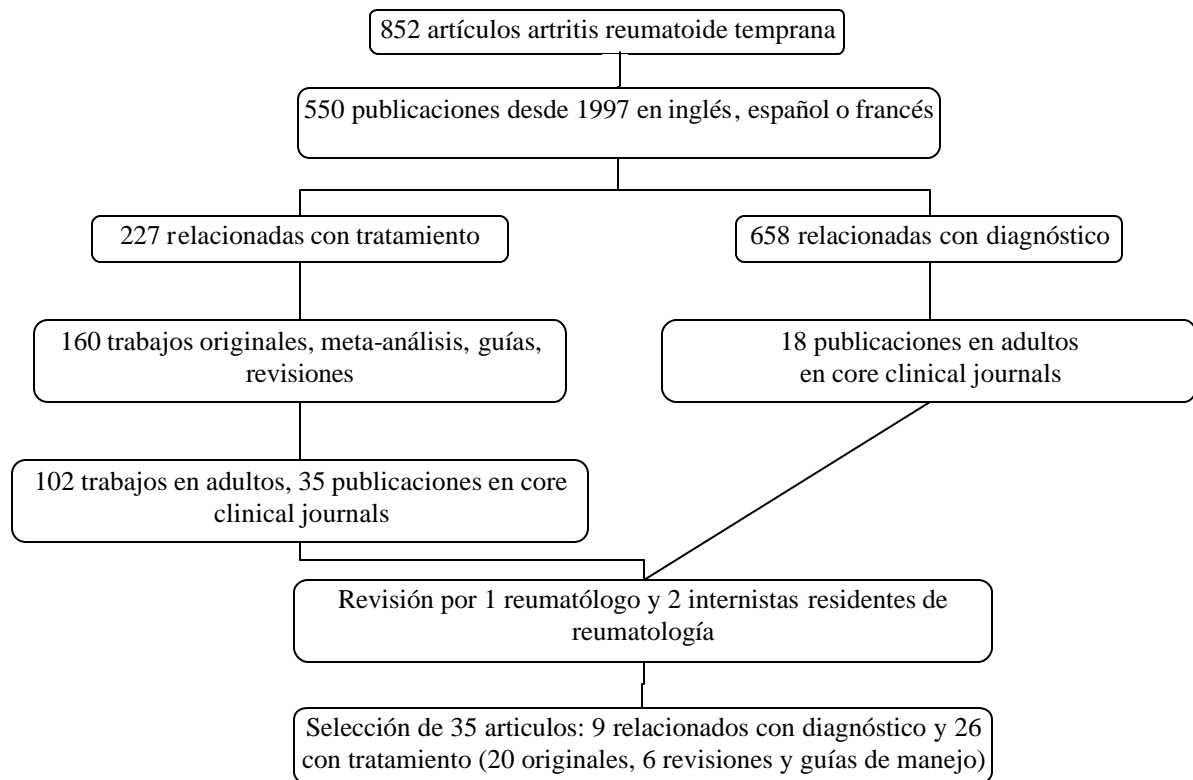 852 artículos artritis reumatoide temprana
550 publicaciones desde 1997 en inglés, español o francés
227 relacionadas con tratamiento
658 relacionadas con diagnóstico
160 trabajos originales, meta-análisis, guías,
revisiones
18 publicaciones en adultos
en core clinical journals
102 trabajos en adultos, 35 publicaciones en core
clinical journals
Revisión por 1 reumatólogo y 2 internistas residentes de
reumatología
Selección de 35 articulos: 9 relacionados con diagnóstico y 26
con tratamiento (20 originales, 6 revisiones y guías de manejo)